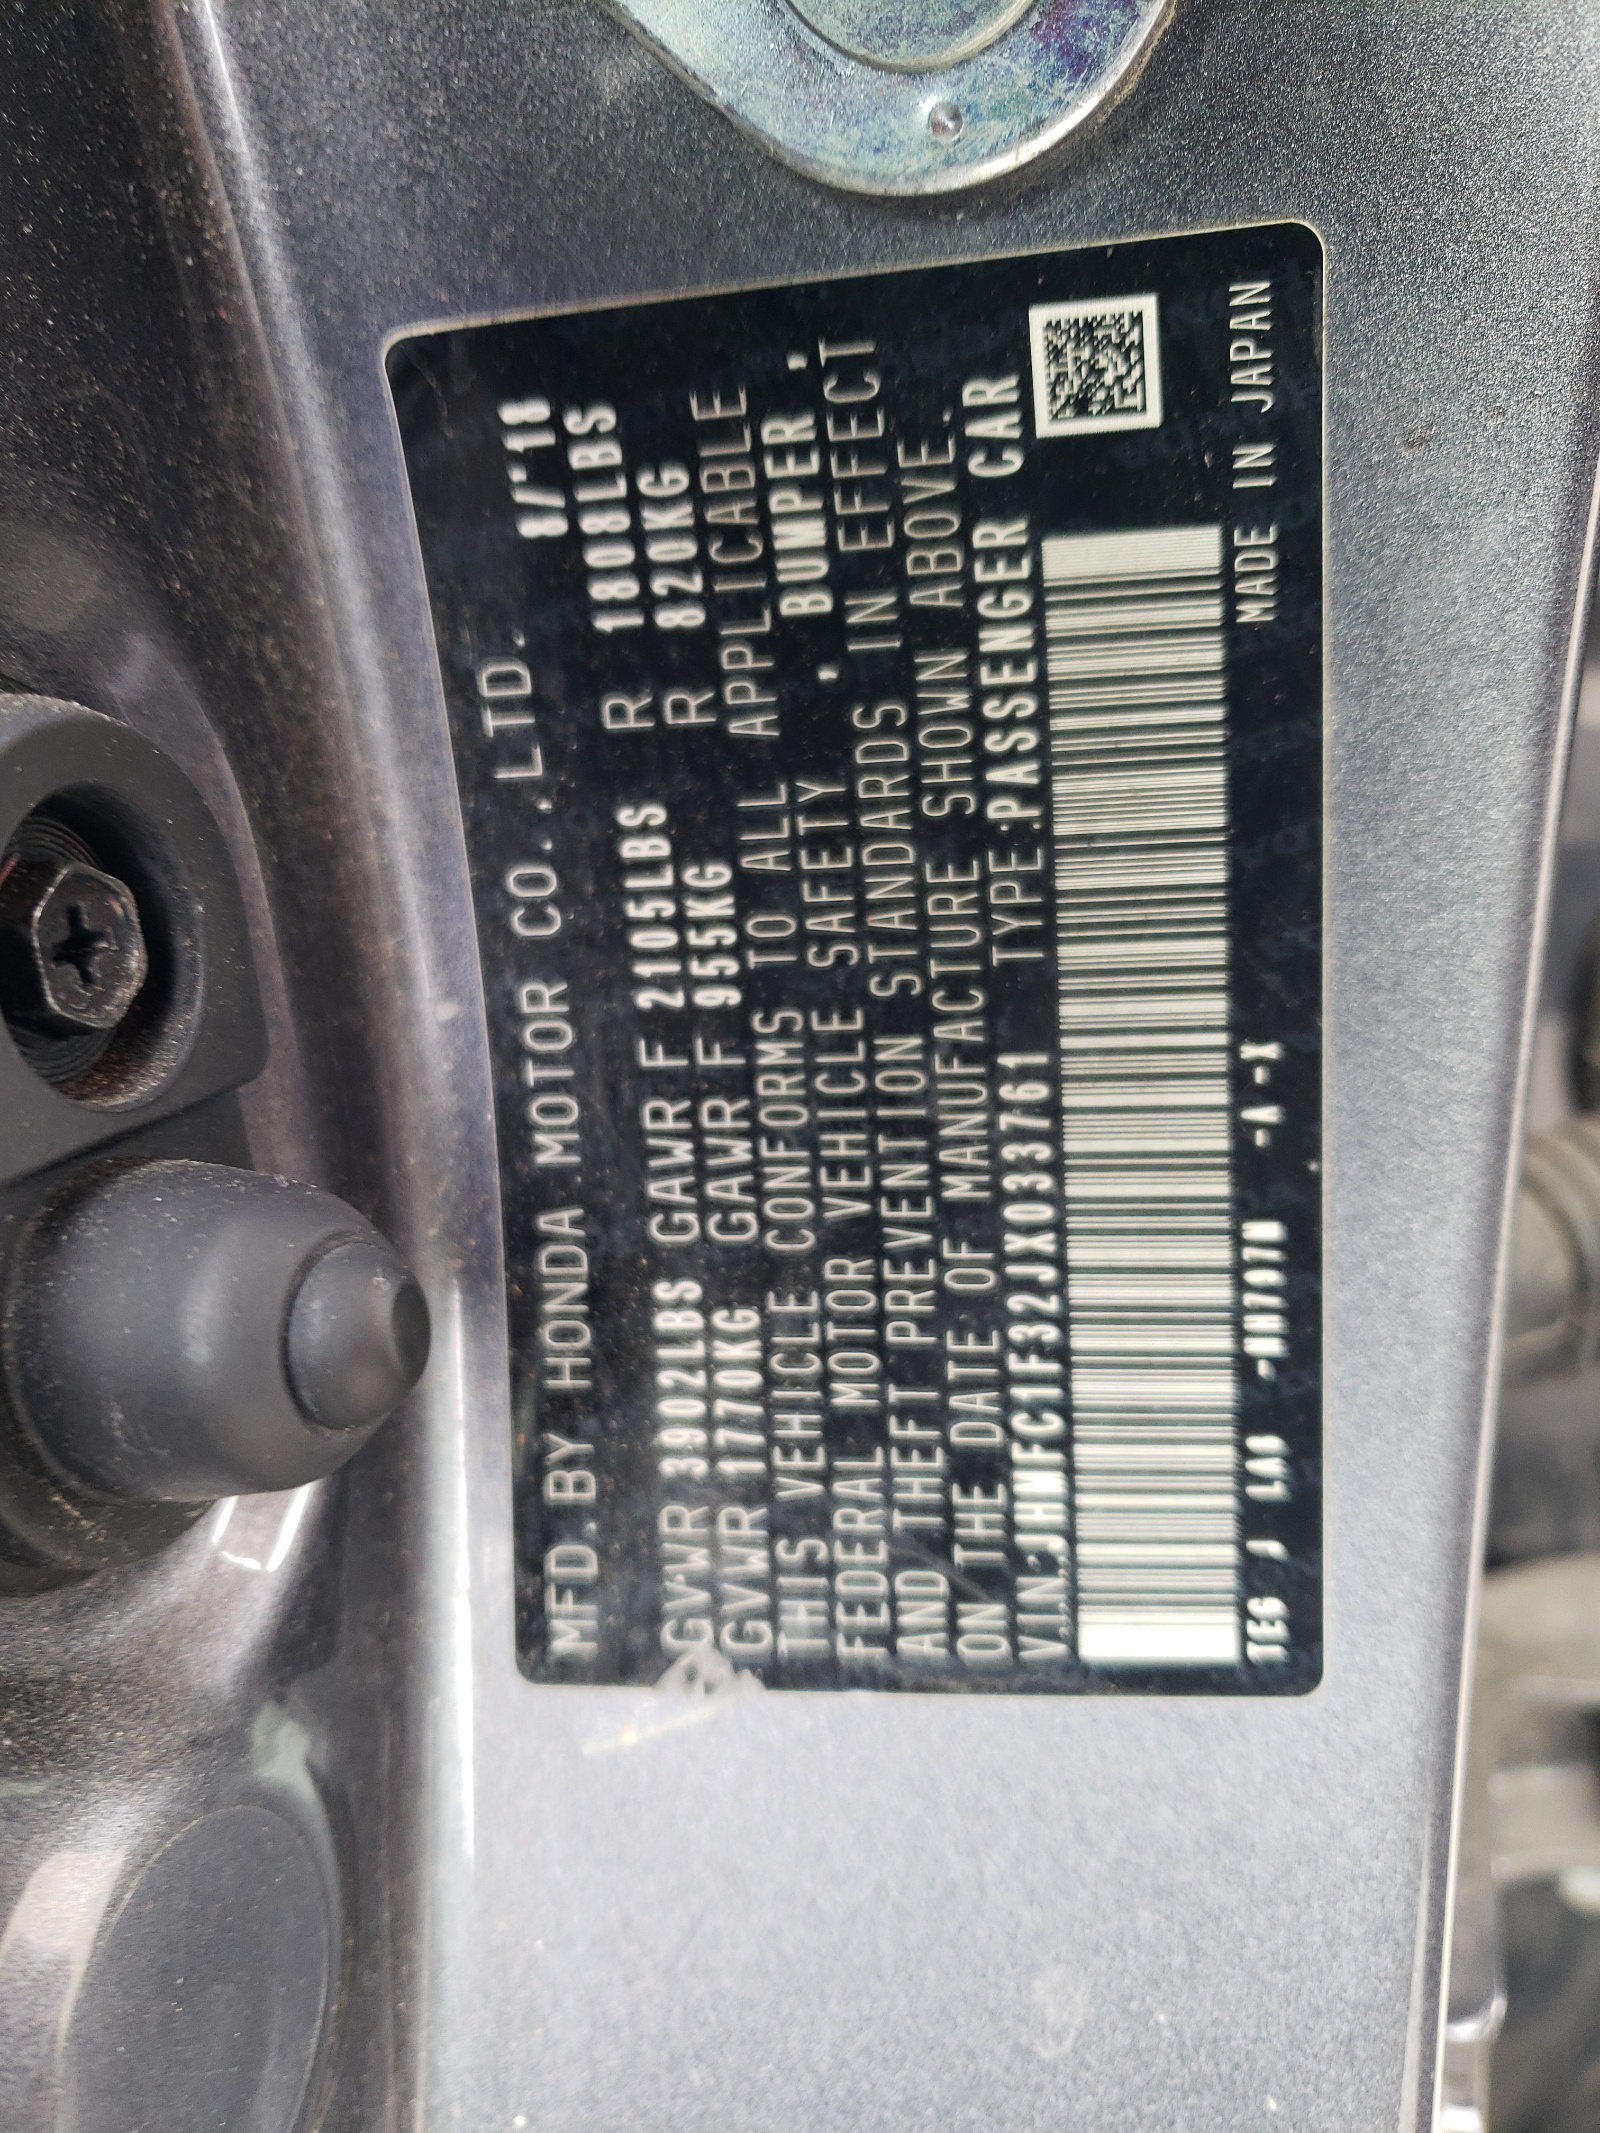 MFD. BY HONDA MOTOR CO., LTD. 8/'18
GVWR 3902LBS GAWR F 2105LBS R 1808LBS
GVWR 1770KG GAWR F 955KG R 820KG
THIS VEHICLE CONFORMS TO ALL APPLICABLE
FEDERAL MOTOR VEHICLE SAFETY , BUMPER ,
AND THEFT PREVENTION STANDARDS IN EFFECT
ON THE DATE OF MANUFACTURE SHOWN ABOVE.
V.I.N:JHMFC1F32JX033761 TYPE:PASSENGER CAR
TEG J LA6 -NH797M -A -X MADE IN JAPAN